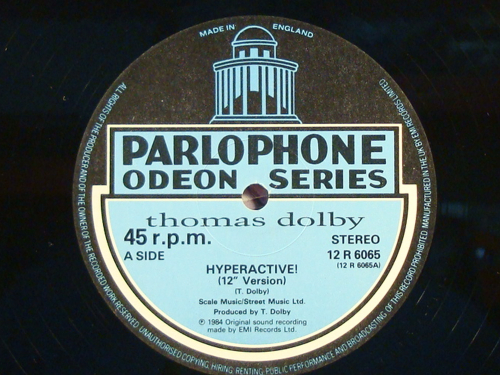 MADE IN ENGLAND
PARLOPHONE
ODEON SERIES
thomas dolby
45 r.p.m.
A SIDE
STEREO
12 R 6065
(12 R 6065A)
HYPERACTIVE!
(12" Version)
(T. Dolby)
Scale Music/Street Music Ltd.
Produced by T. Dolby
℗ 1984 Original sound recording
made by EMI Records Ltd.
ALL RIGHTS OF THE PRODUCER AND OF THE OWNER OF THE RECORDED WORK RESERVED. UNAUTHORISED COPYING, HIRING, RENTING, PUBLIC PERFORMANCE AND BROADCASTING OF THIS RECORD PROHIBITED. MANUFACTURED IN THE UK BY EMI RECORDS LIMITED